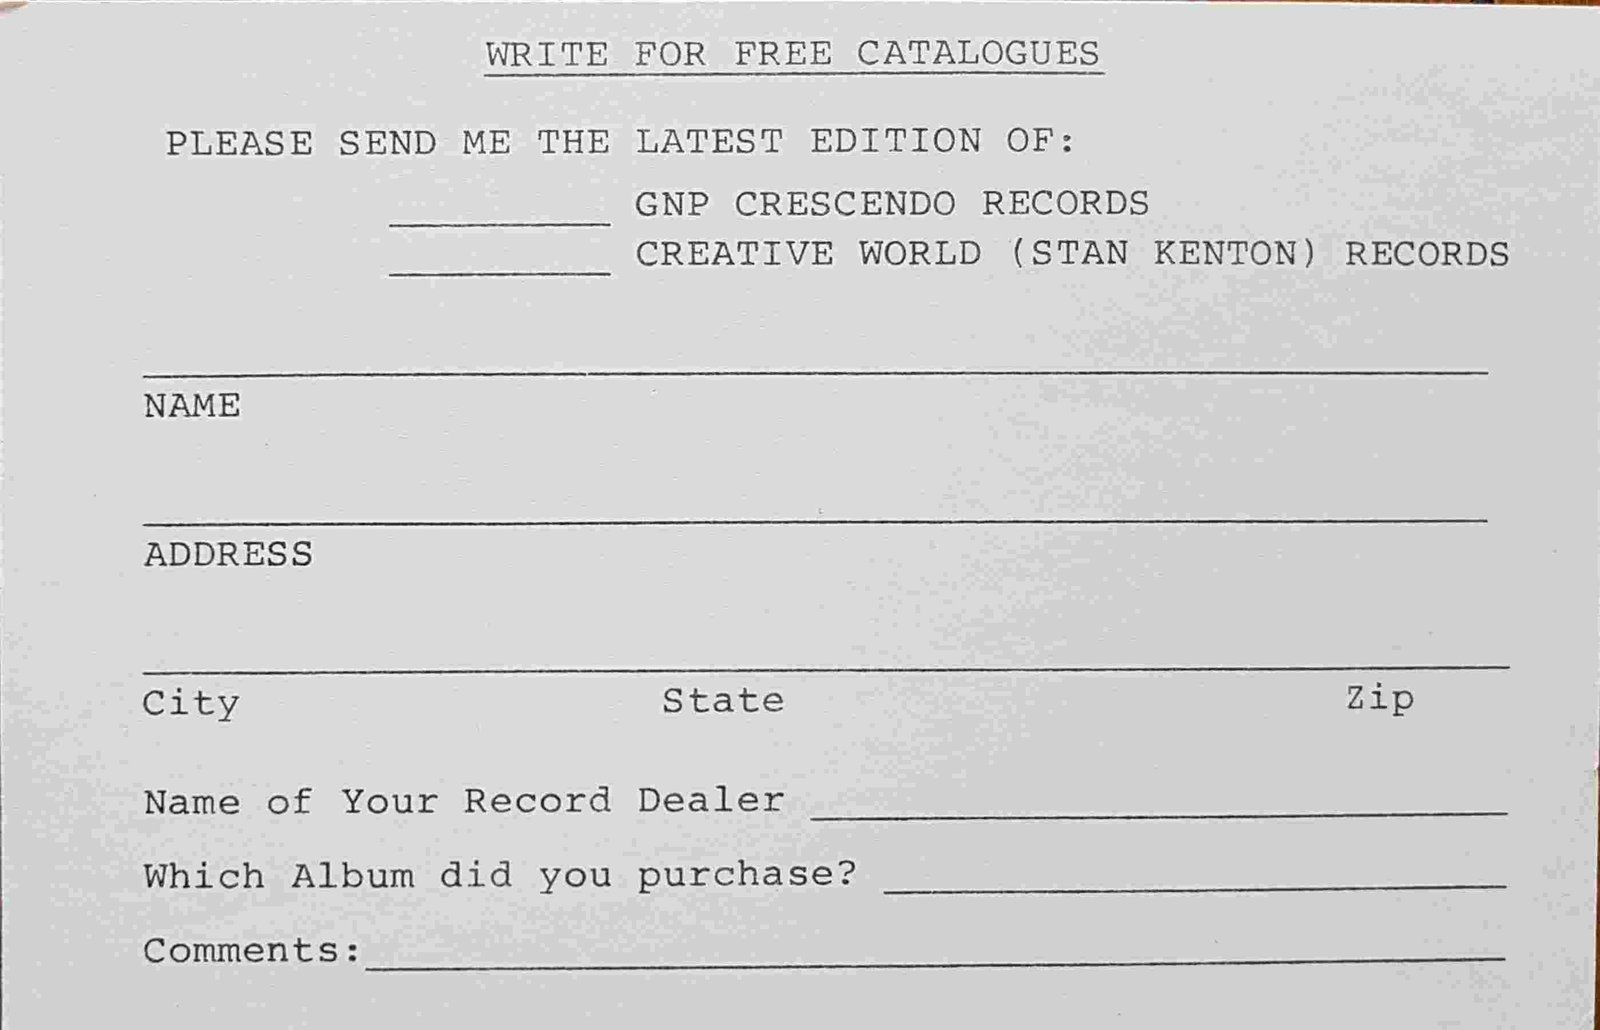 WRITE FOR FREE CATALOGUES
PLEASE SEND ME THE LATEST EDITION OF:
GNP CRESCENDO RECORDS
CREATIVE WORLD (STAN KENTON) RECORDS
NAME
ADDRESS
City State Zip
Name of Your Record Dealer
Which Album did you purchase?
Comments: